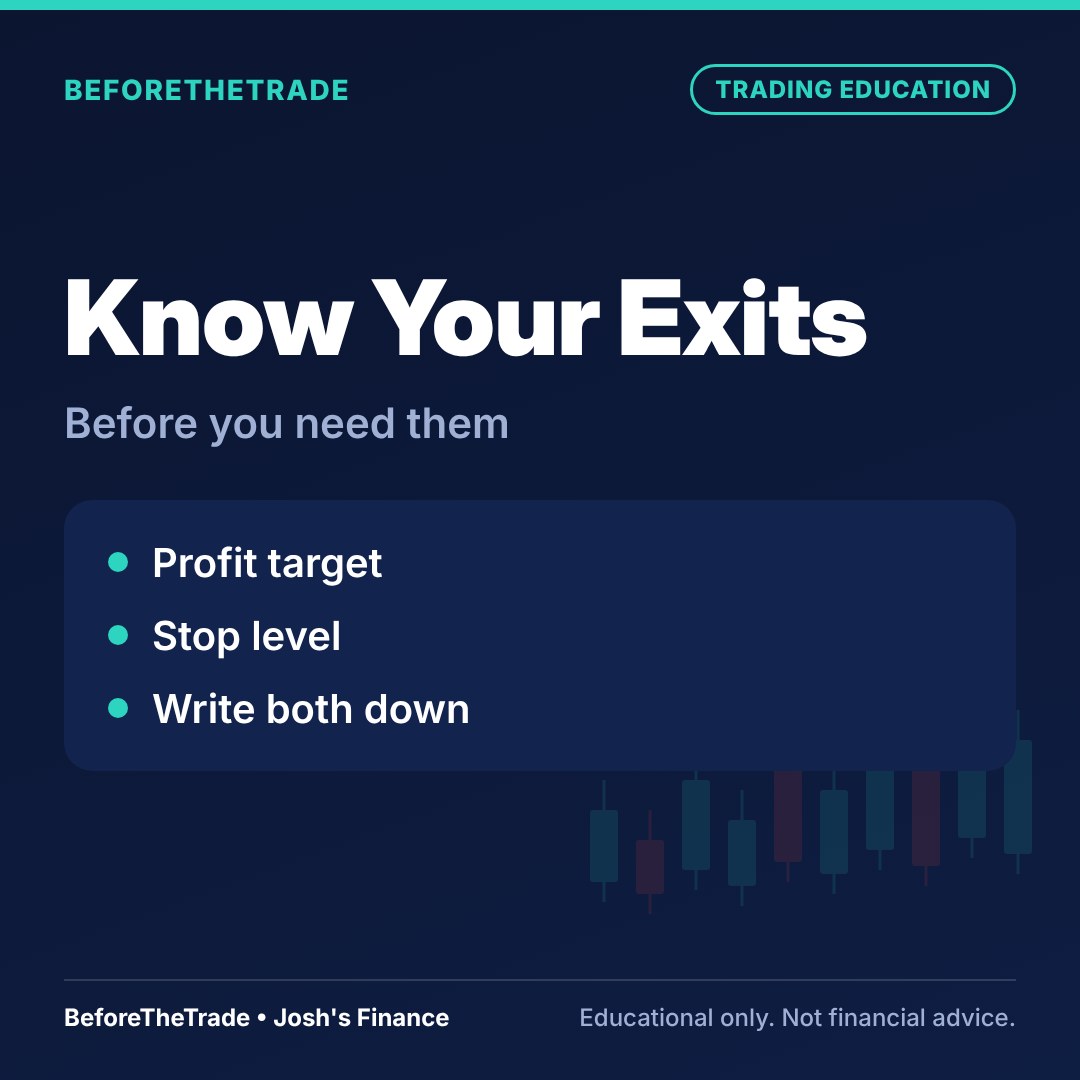 BEFORETHETRADE
TRADING EDUCATION
Know Your Exits
Before you need them
Profit target
Stop level
Write both down
BeforeTheTrade • Josh's Finance
Educational only. Not financial advice.